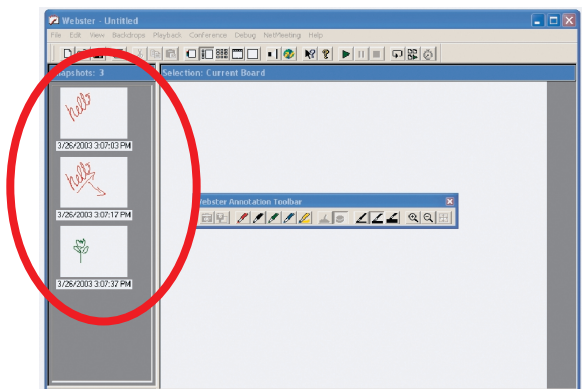 Webster - Untitled
File Edit View Backdrops Playback Conference Debug NetMeeting Help
Snapshots: 3
Selection: Current Board
hello
3/26/2003 3:07:03 PM
hello
3/26/2003 3:07:17 PM
3/26/2003 3:07:37 PM
Webster Annotation Toolbar